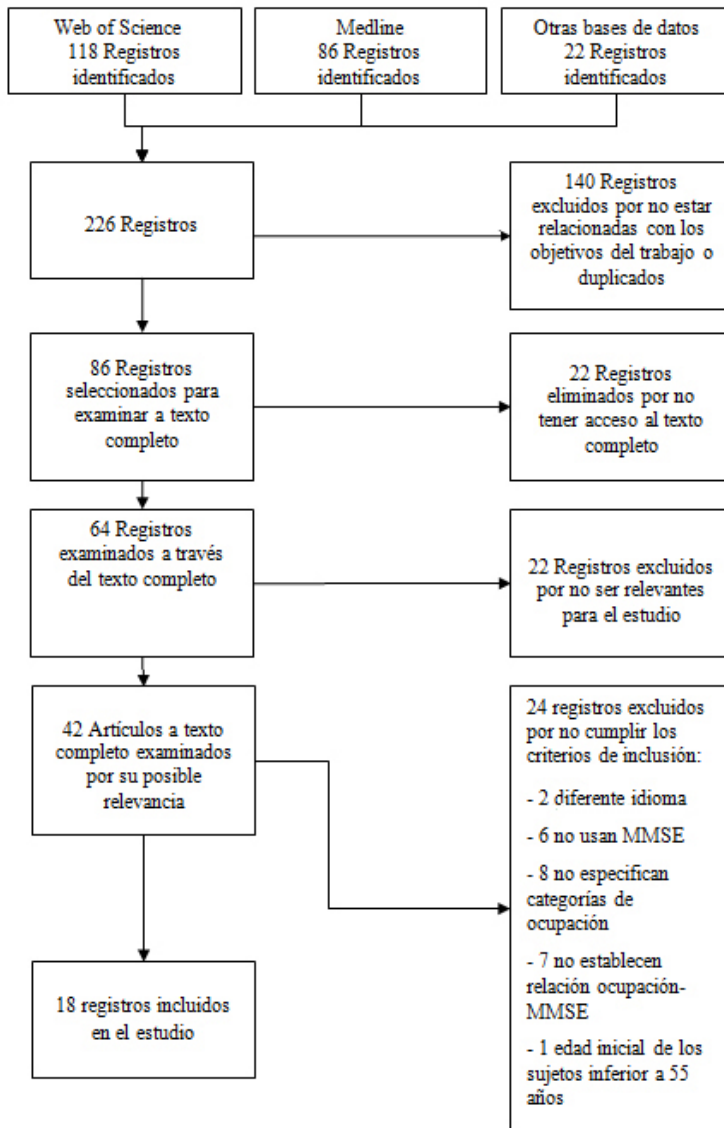 Web of Science
118 Registros
identificados
Medline
86 Registros
identificados
Otras bases de datos
22 Registros
identificados
226 Registros
140 Registros
excluidos por no estar
relacionadas con los
objetivos del trabajo o
duplicados
86 Registros
seleccionados para
examinar a texto
completo
22 Registros
eliminados por no
tener acceso al texto
completo
64 Registros
examinados a través
del texto completo
22 Registros excluidos
por no ser relevantes
para el estudio
42 Artículos a texto
completo examinados
por su posible
relevancia
24 registros excluidos
por no cumplir los
criterios de inclusión:
- 2 diferente idioma
- 6 no usan MMSE
- 8 no especifican
categorías de
ocupación
- 7 no establecen
relación ocupación-
MMSE
- 1 edad inicial de los
sujetos inferior a 55
años
18 registros incluidos
en el estudio